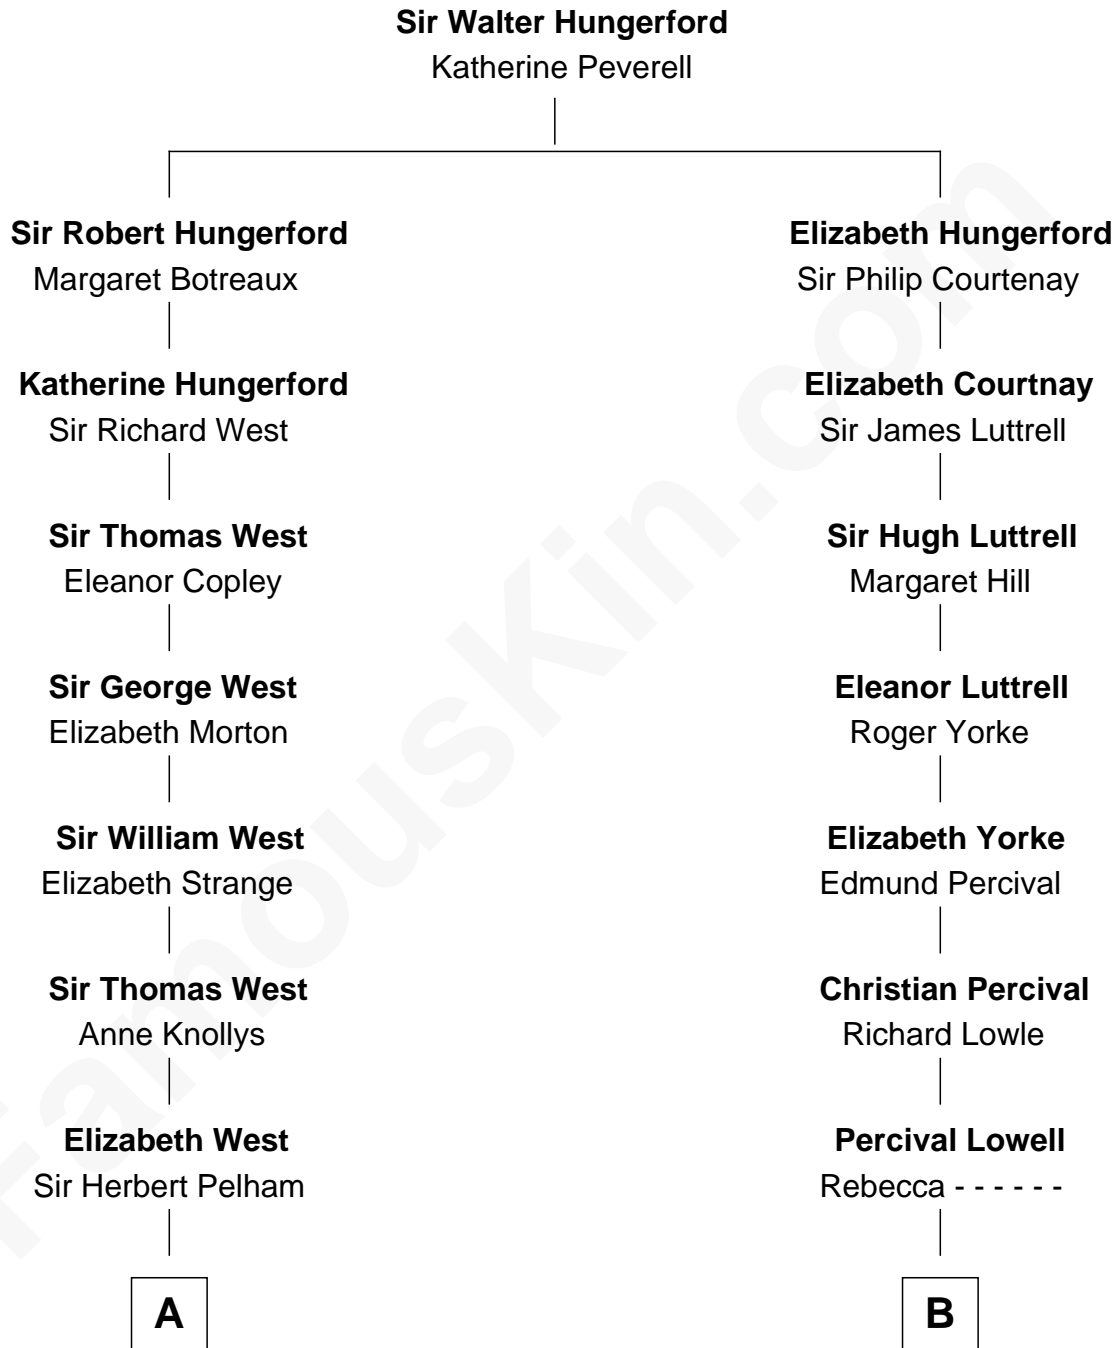 Sir Walter Hungerford
Katherine Peverell
Sir Robert Hungerford
Margaret Botreaux
Elizabeth Hungerford
Sir Philip Courtenay
Katherine Hungerford
Sir Richard West
Elizabeth Courtnay
Sir James Luttrell
Sir Thomas West
Eleanor Copley
Sir Hugh Luttrell
Margaret Hill
Sir George West
Elizabeth Morton
Eleanor Luttrell
Roger Yorke
Sir William West
Elizabeth Strange
Elizabeth Yorke
Edmund Percival
Sir Thomas West
Anne Knollys
Christian Percival
Richard Lowle
Elizabeth West
Sir Herbert Pelham
Percival Lowell
Rebecca - - - - - -
A
B
FamousKin.com